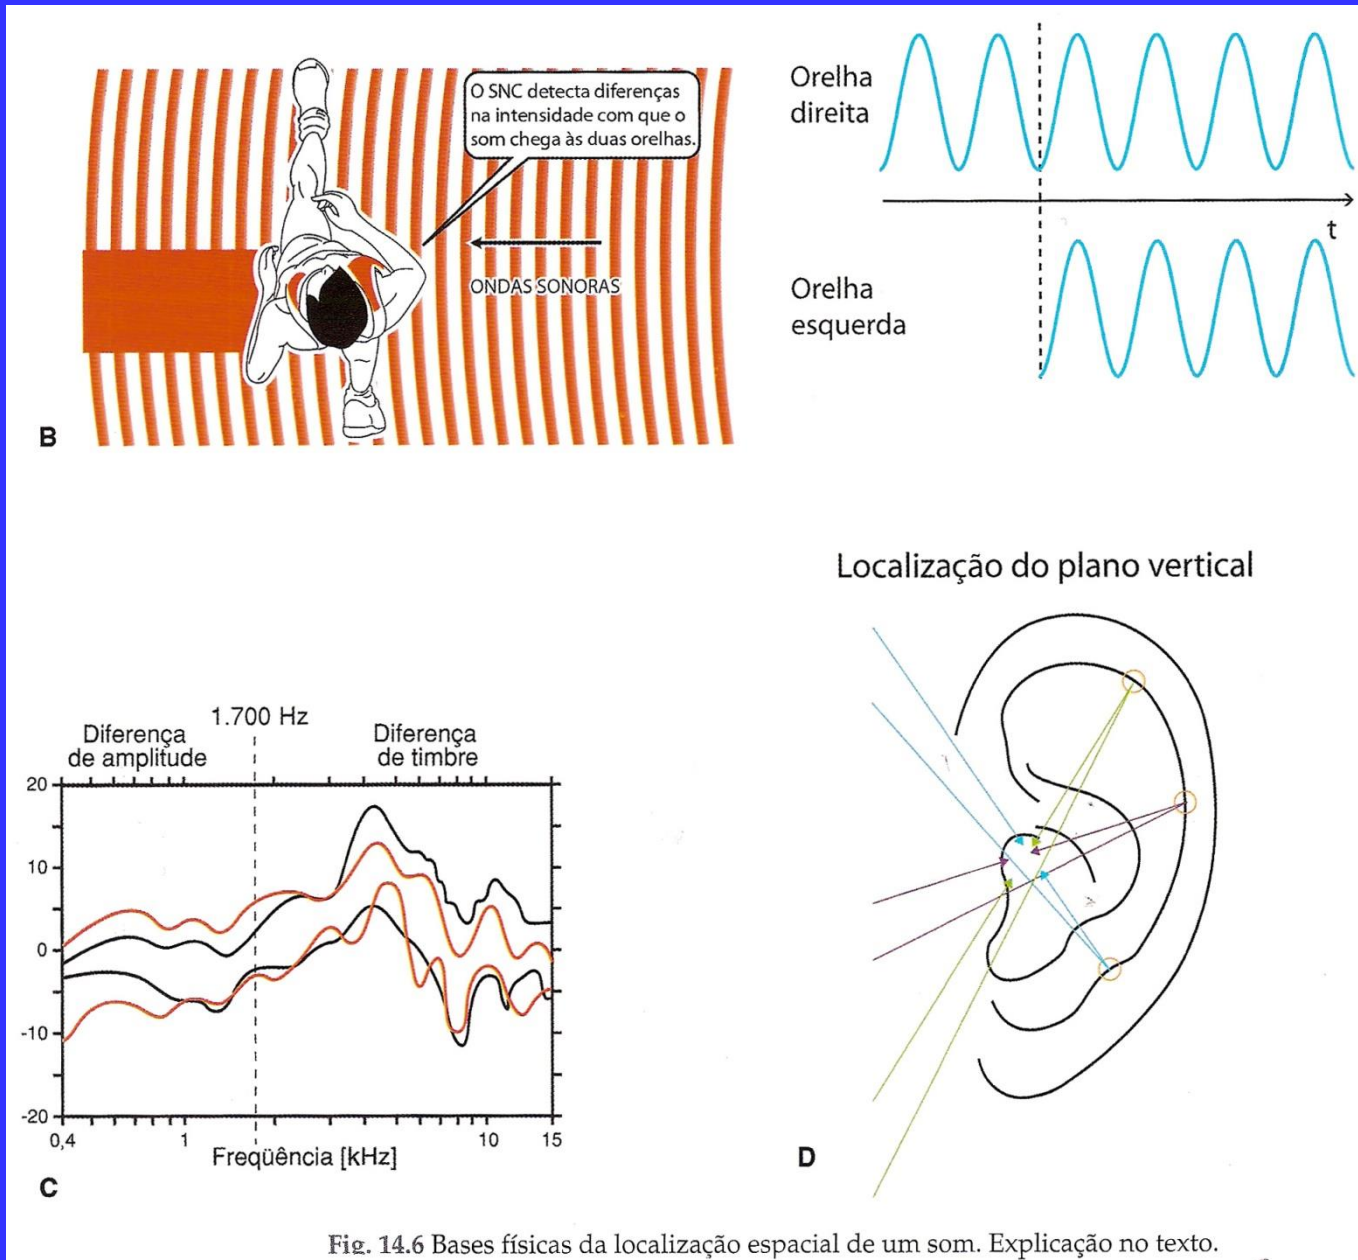 O SNC detecta diferenças
na intensidade com que o
som chega às duas orelhas.
ONDAS SONORAS
B
Orelha
direita
t
Orelha
esquerda
1.700 Hz
Diferença
de amplitude
Diferença
de timbre
20
10
0
-10
-20
0,4
1
10
15
Freqüência [kHz]
C
Localização do plano vertical
D
Fig. 14.6 Bases físicas da localização espacial de um som. Explicação no texto.